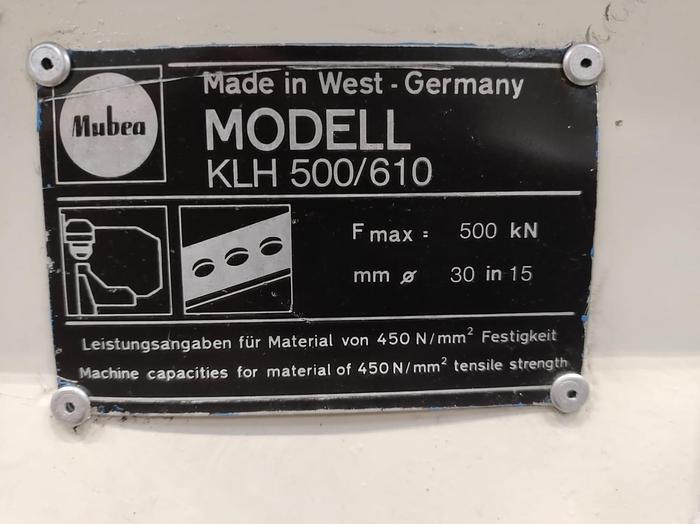 Mubea
Made in West - Germany
MODELL
KLH 500/610
F max = 500 kN
mm ⌀ 30 in 15
Leistungsangaben für Material von 450 N/mm² Festigkeit
Machine capacities for material of 450 N/mm² tensile strength